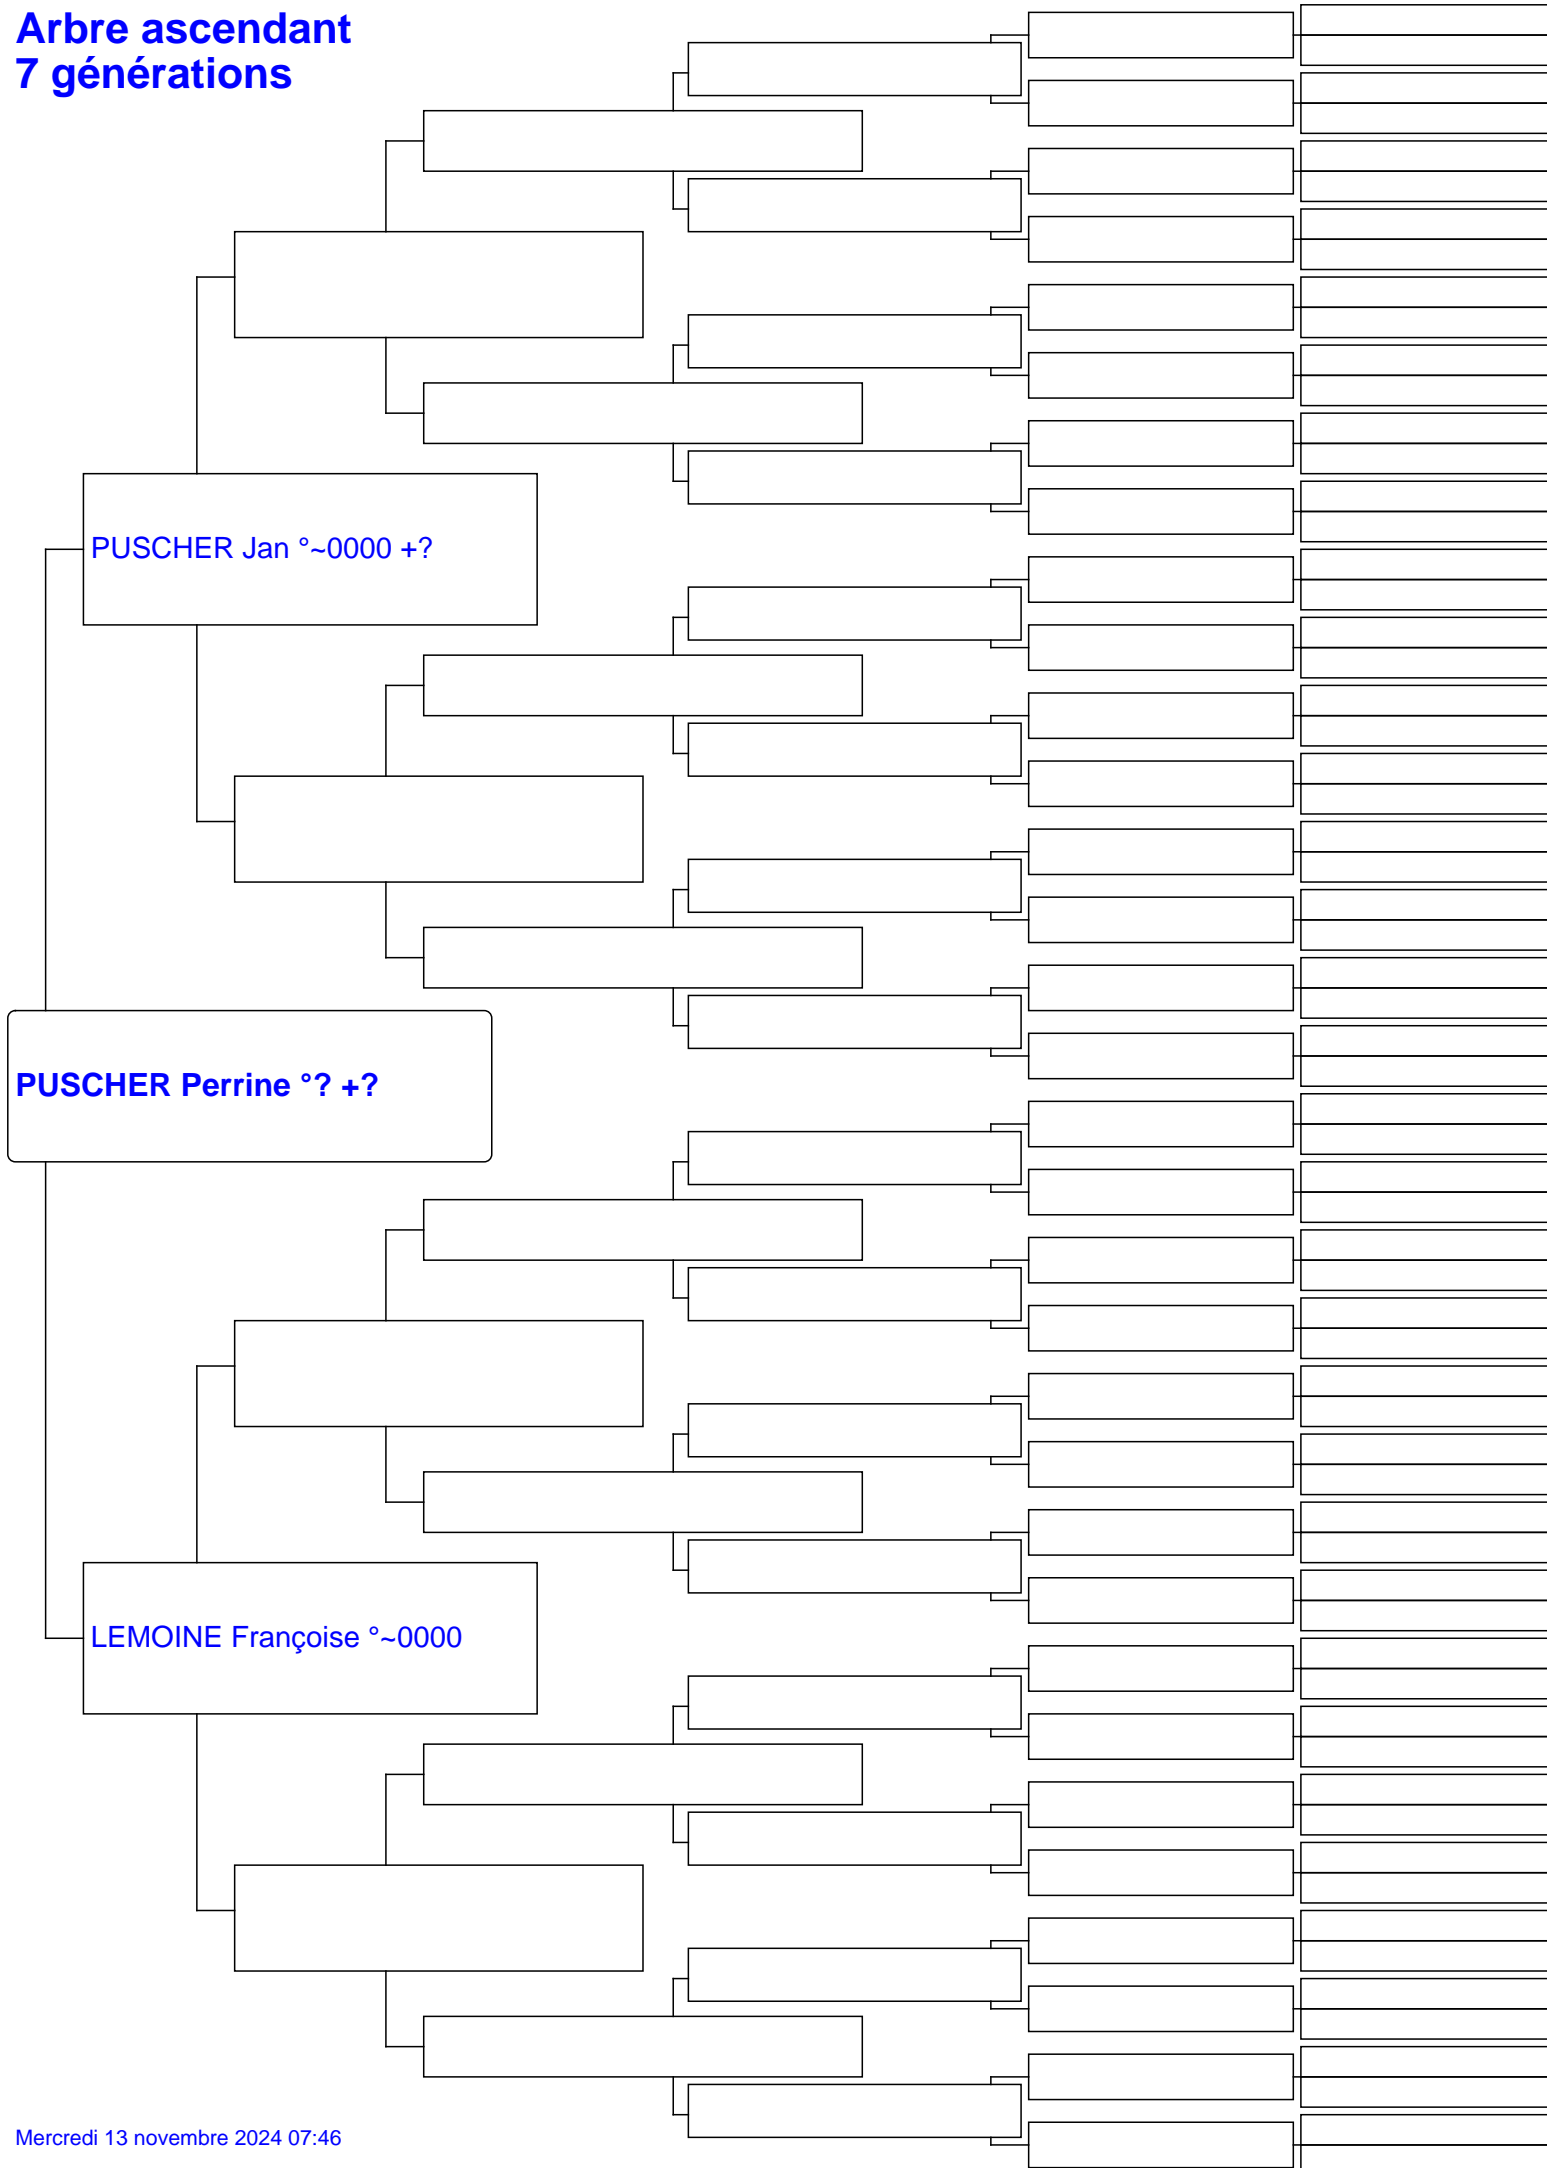 Arbre ascendant
7 générations
PUSCHER Jan °~0000 +?
PUSCHER Perrine °? +?
LEMOINE Françoise °~0000
Mercredi 13 novembre 2024 07:46